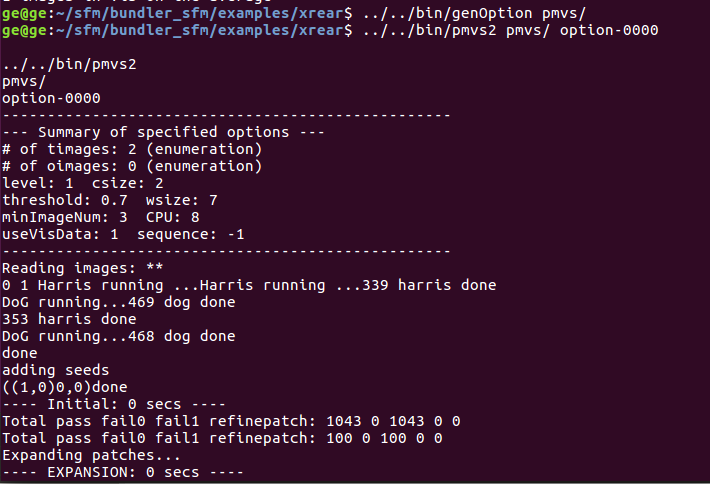 ge@ge:~/sfm/bundler_sfm/examples/xrear$ ../../bin/genOption pmvs/
ge@ge:~/sfm/bundler_sfm/examples/xrear$ ../../bin/pmvs2 pmvs/ option-0000
../../bin/pmvs2
pmvs/
option-0000
--------------------------------------------------
--- Summary of specified options ---
# of timages: 2 (enumeration)
# of oimages: 0 (enumeration)
level: 1  csize: 2
threshold: 0.7  wsize: 7
minImageNum: 3  CPU: 8
useVisData: 1  sequence: -1
--------------------------------------------------
Reading images: **
0 1 Harris running ...Harris running ...339 harris done
DoG running...469 dog done
353 harris done
DoG running...468 dog done
done
adding seeds
((1,0)0,0)done
---- Initial: 0 secs ----
Total pass fail0 fail1 refinepatch: 1043 0 1043 0 0
Total pass fail0 fail1 refinepatch: 100 0 100 0 0
Expanding patches...
---- EXPANSION: 0 secs ----